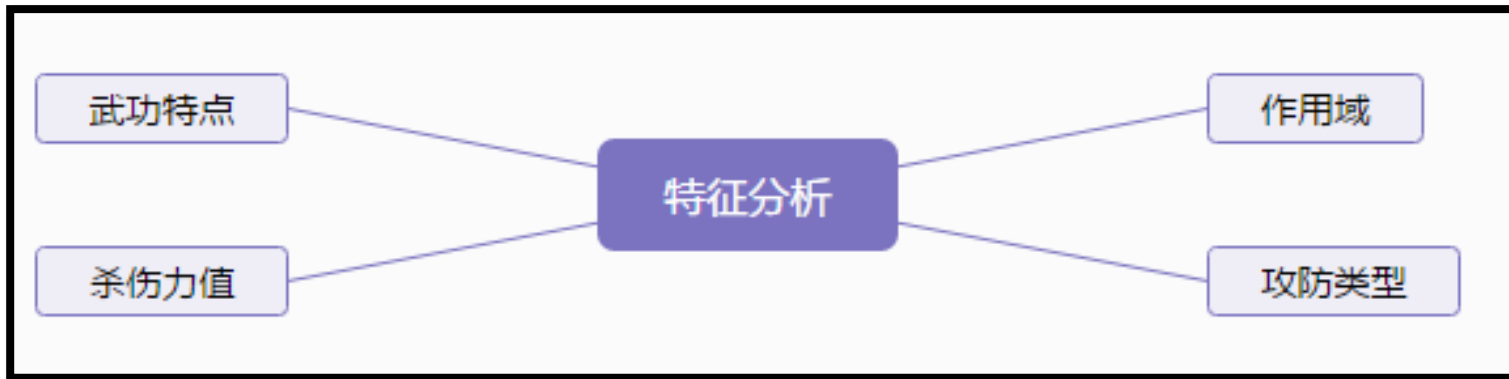 武功特点
杀伤力值
特征分析
作用域
攻防类型